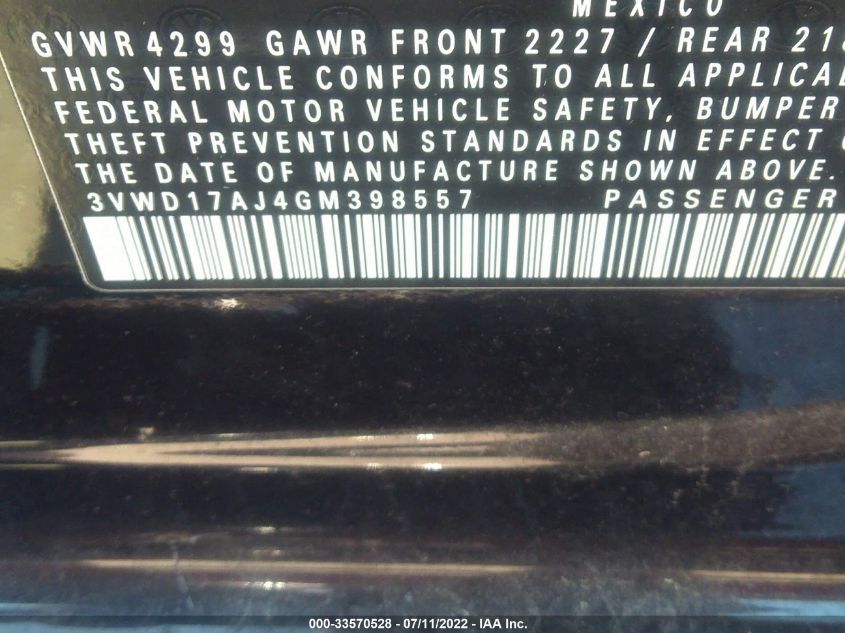 MEXICO
GVWR 4299 GAWR FRONT 2227 / REAR
THIS VEHICLE CONFORMS TO ALL
FEDERAL MOTOR VEHICLE SAFETY, BUMPER
THEFT PREVENTION STANDARDS IN EFFECT
THE DATE OF MANUFACTURE SHOWN ABOVE.
3VWD17AJ4GM398557 PASSENGER
000-33570528 - 07/11/2022 - IAA Inc.